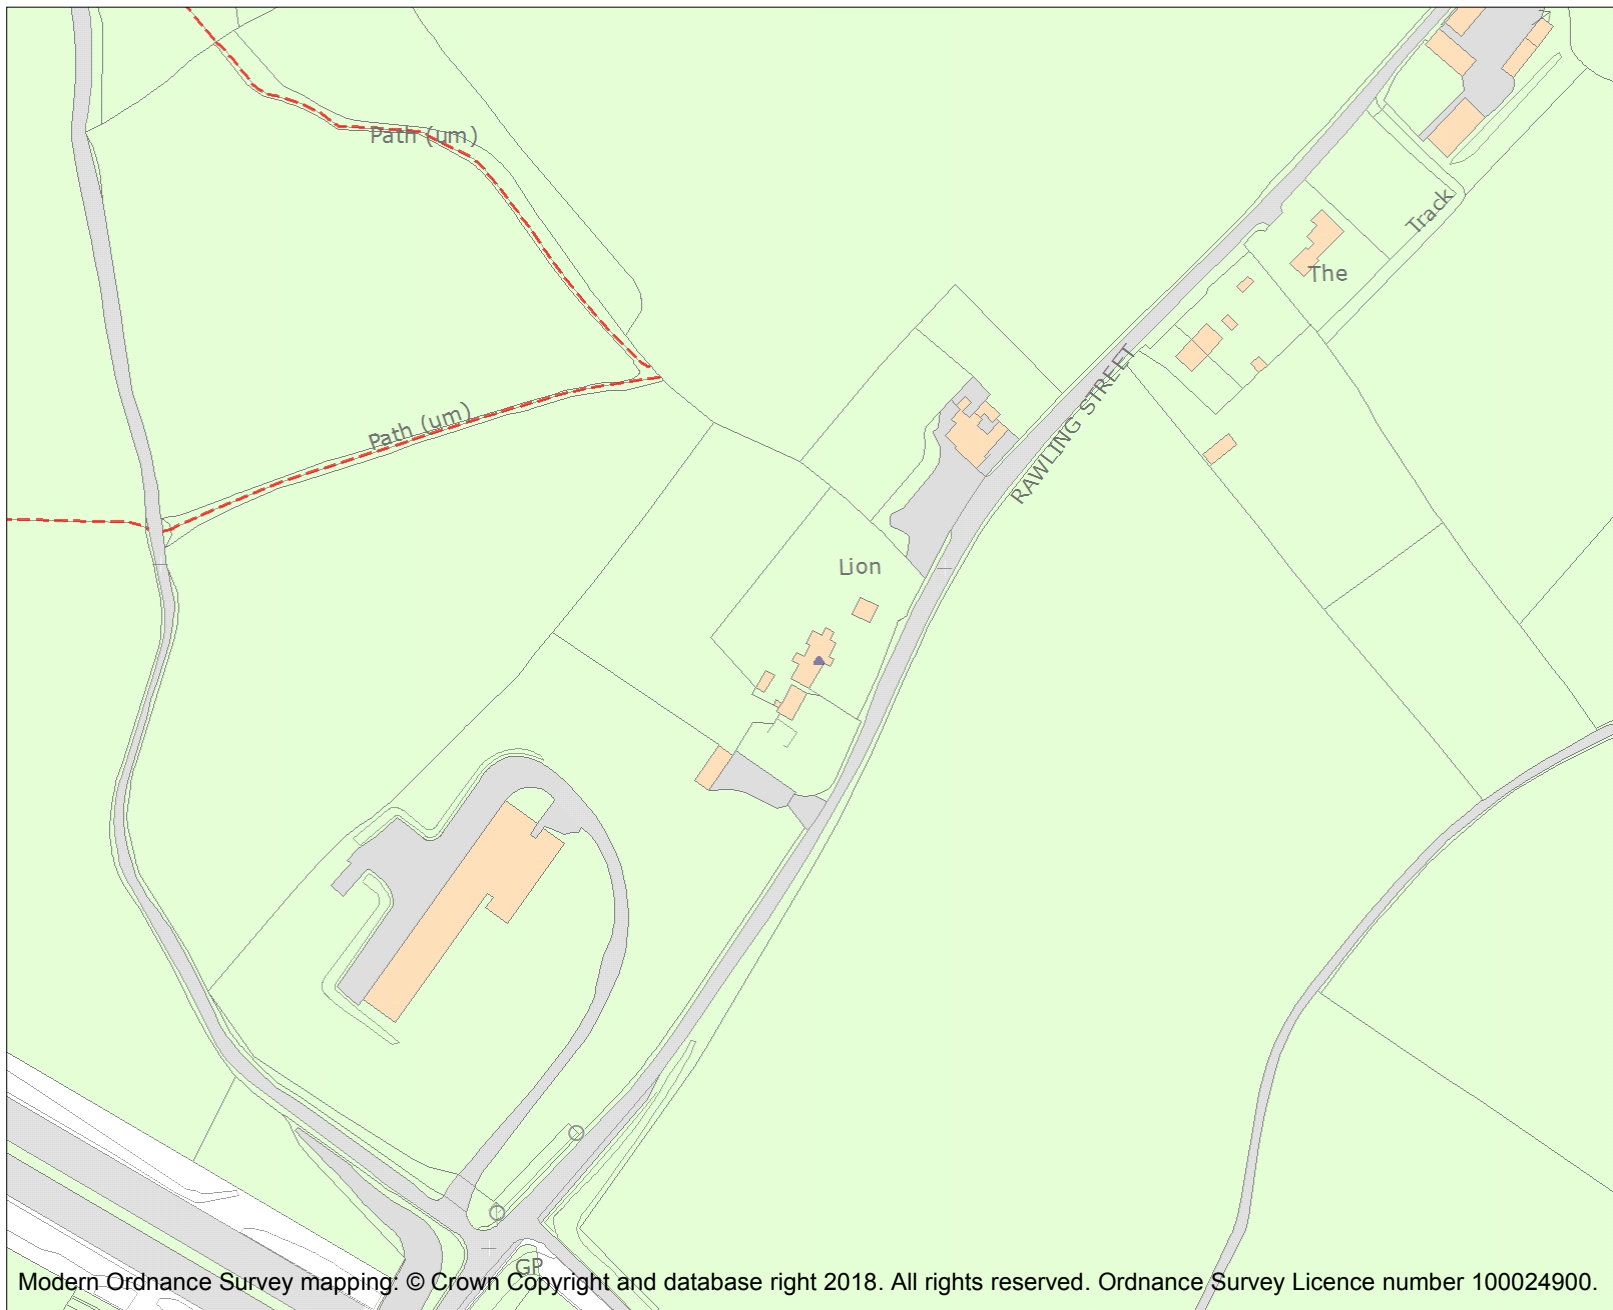 Path (um)
Track
The
RAWLING STREET
Path (um)
Lion
GP
Modern Ordnance Survey mapping: © Crown Copyright and database right 2018. All rights reserved. Ordnance Survey Licence number 100024900.